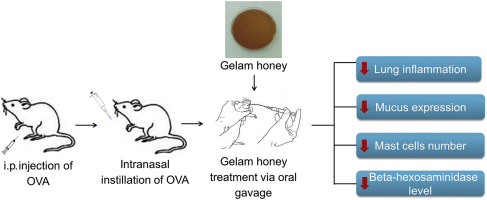 Gelam honey
i.p.injection of
OVA
Intranasal
instillation of OVA
Gelam honey
treatment via oral
gavage
Lung inflammation
Mucus expression
Mast cells number
Beta-hexosaminidase
level